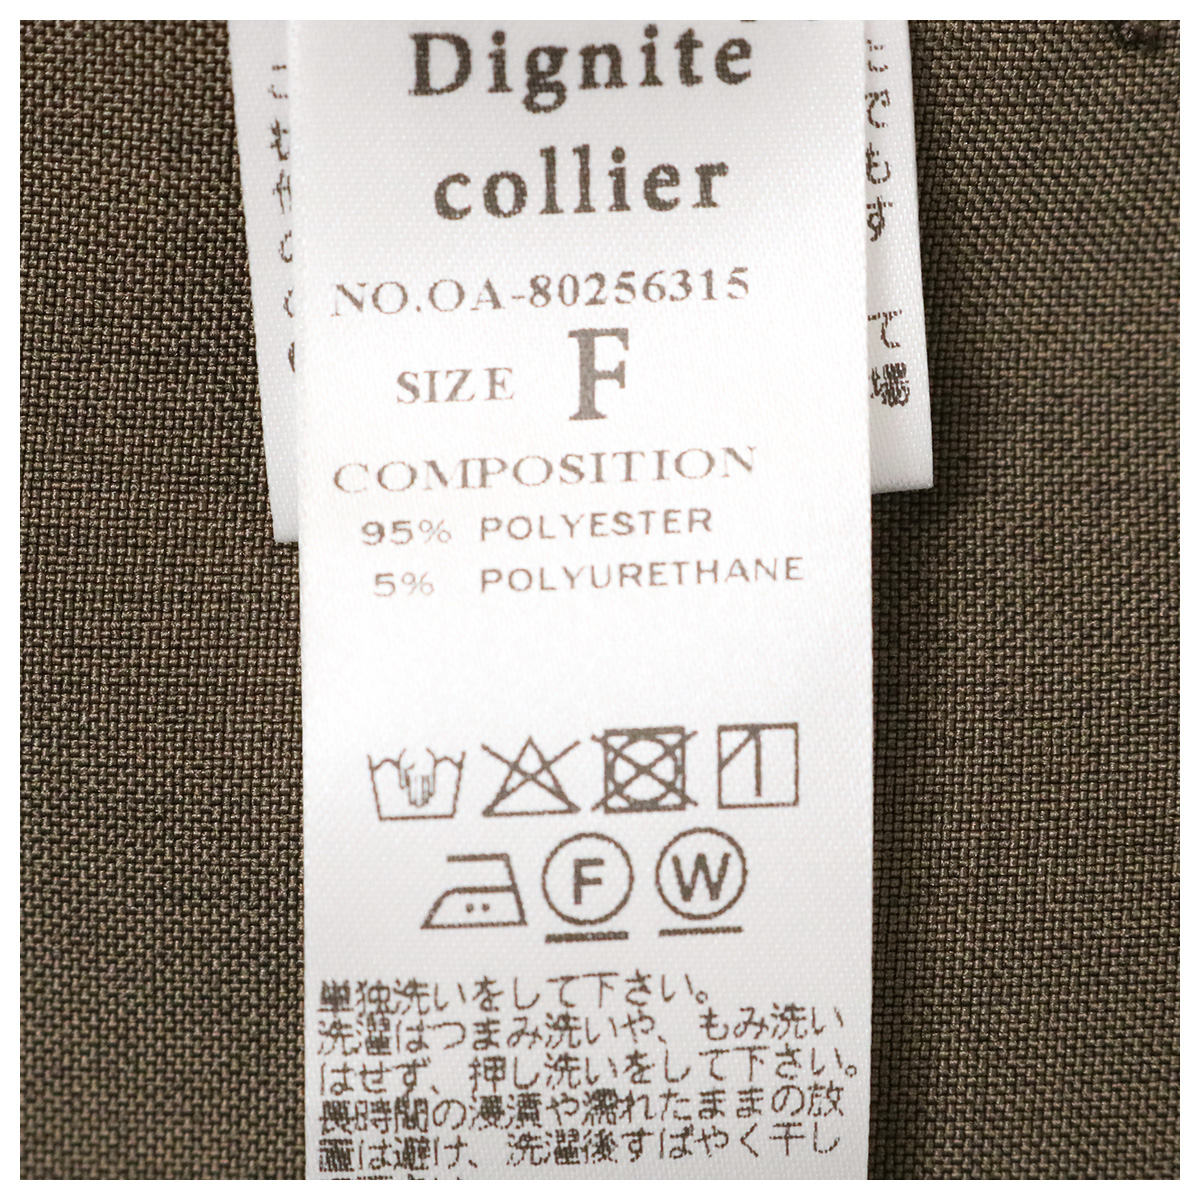 Dignite
collier
NO.OA-80256315
SIZE F
COMPOSITION
95% POLYESTER
5% POLYURETHANE
F W
単独洗いをして下さい。
洗濯はつまみ洗いや、もみ洗い
はせず、押し洗いをして下さい。
長時間の浸漬や濡れたままの放
置は避け、洗濯後すばやく干し